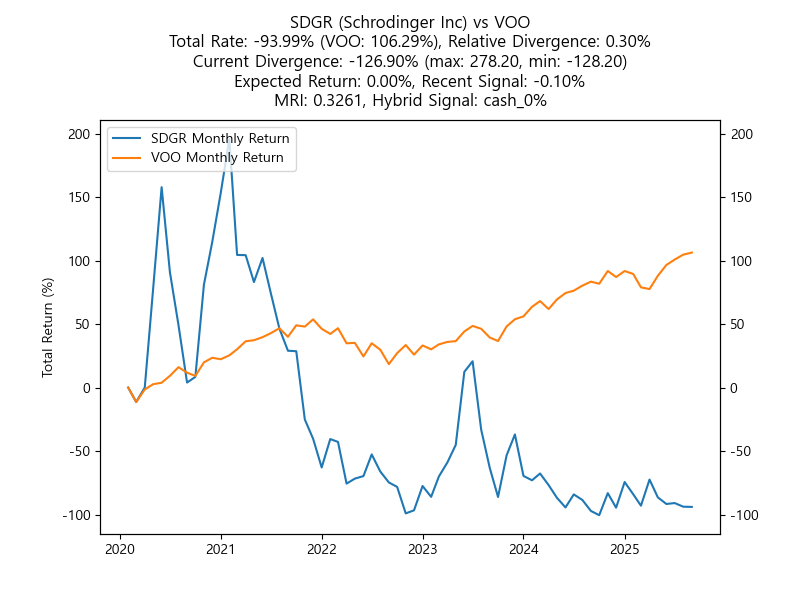 SDGR (Schrodinger Inc) vs VOO
Total Rate: -93.99% (VOO: 106.29%), Relative Divergence: 0.30%
Current Divergence: -126.90% (max: 278.20, min: -128.20)
Expected Return: 0.00%, Recent Signal: -0.10%
MRI: 0.3261, Hybrid Signal: cash_0%
SDGR Monthly Return
VOO Monthly Return
Total Return (%)
200
150
100
50
0
-50
-100
200
150
100
50
0
-50
-100
2020 2021 2022 2023 2024 2025